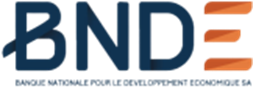 BNDE
BANQUE NATIONALE POUR LE DEVELOPPEMENT ECONOMIQUE SA